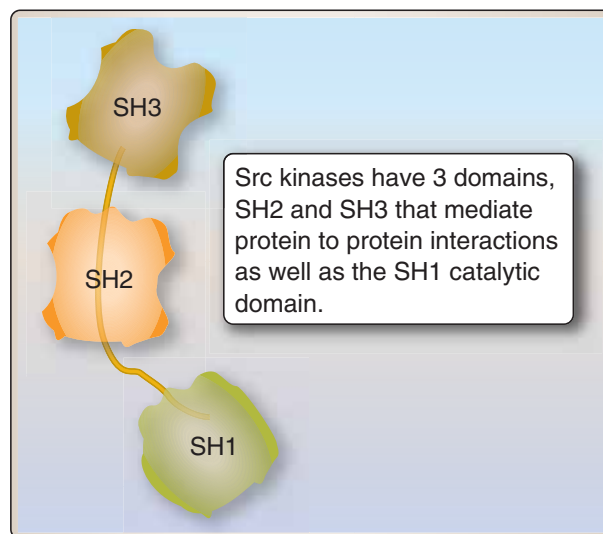 SH3
Src kinases have 3 domains,
SH2 and SH3 that mediate
protein to protein interactions
as well as the SH1 catalytic
domain.
SH2
SH1